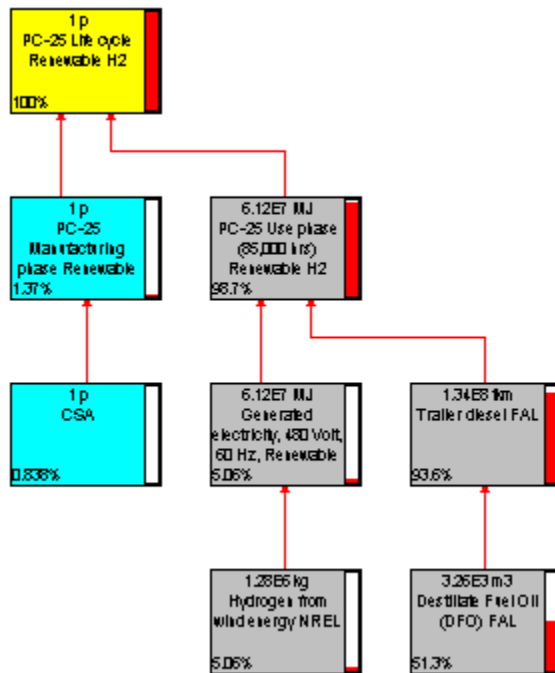 1 p
PC-25 Life cycle
Renewable H2
100%
1 p
PC-25
Manufacturing
phase Renewable
1.37%
6.12E7 MJ
PC-25 Use phase
(85,000 hrs)
Renewable H2
98.7%
1 p
CSA
0.838%
6.12E7 MJ
Generated
electricity, 480 Volt,
60 Hz, Renewable
5.06%
1.34E8 tkm
Trailer diesel FAL
93.6%
1.28E6 kg
Hydrogen from
wind energy NREL
5.06%
3.26E3 m3
Destillate Fuel Oil
(DFO) FAL
51.3%